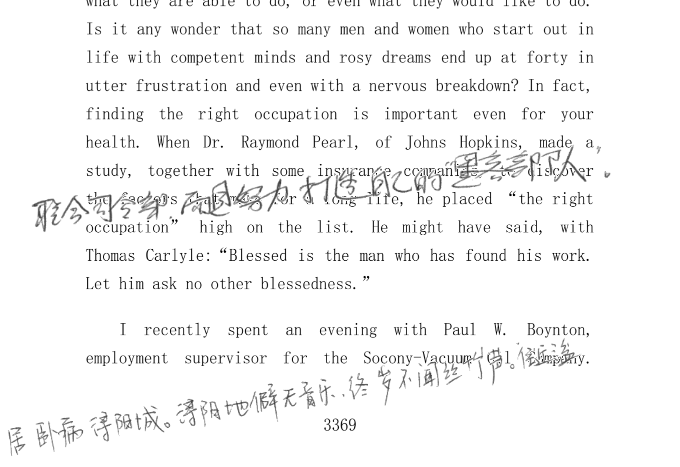 what they are able to do, or even what they would like to do.
Is it any wonder that so many men and women who start out in
life with competent minds and rosy dreams end up at forty in
utter frustration and even with a nervous breakdown? In fact,
finding the right occupation is important even for your
health. When Dr. Raymond Pearl, of Johns Hopkins, made a
study, together with some insurance companies, to discover
the factors that make for a long life, he placed “the right
联合司令部 努力打造自己的“黑客部队”。
occupation” high on the list. He might have said, with
Thomas Carlyle:“Blessed is the man who has found his work.
Let him ask no other blessedness.”
I recently spent an evening with Paul W. Boynton,
employment supervisor for the Socony-Vacuum Oil Company.
居卧病浔阳城。浔阳地僻无音乐，终岁不闻丝竹声。住近湓
3369